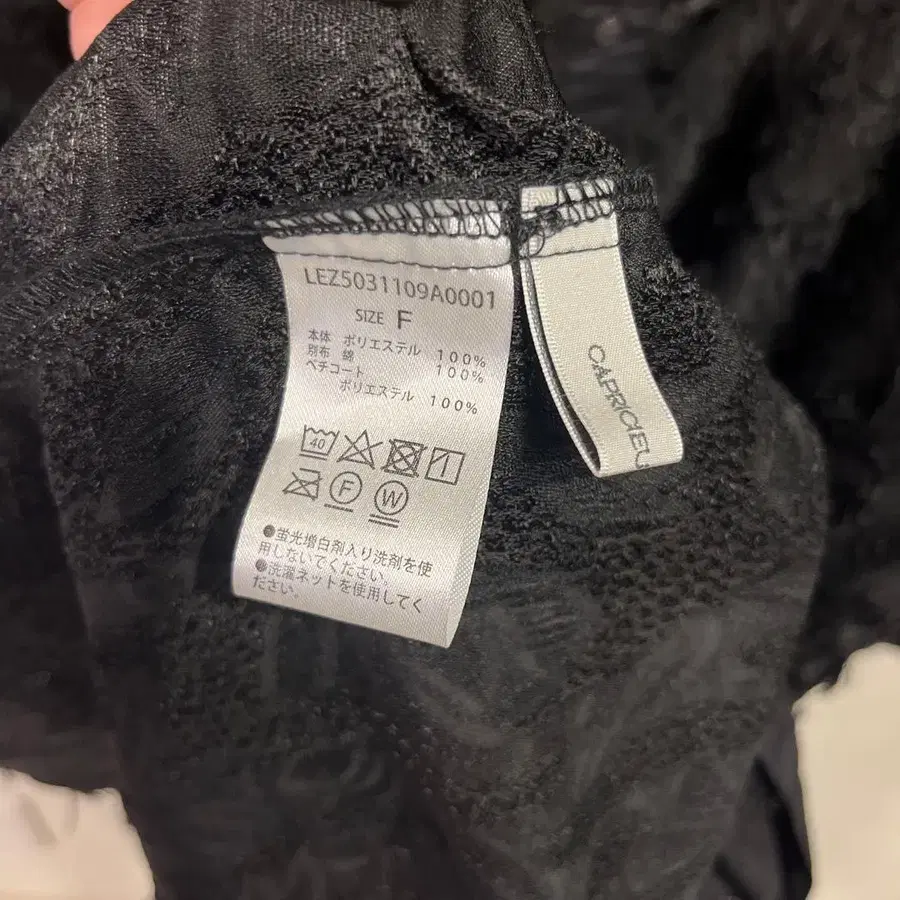 LEZ5031109A0001
SIZE F
本体 ポリエステル 100%
別布 綿 100%
ペチコート
ポリエステル 100%
40
F W
●蛍光増白剤入り洗剤を使
用しないでください。
●洗濯ネットを使用してく
ださい。
CAPRICIEU